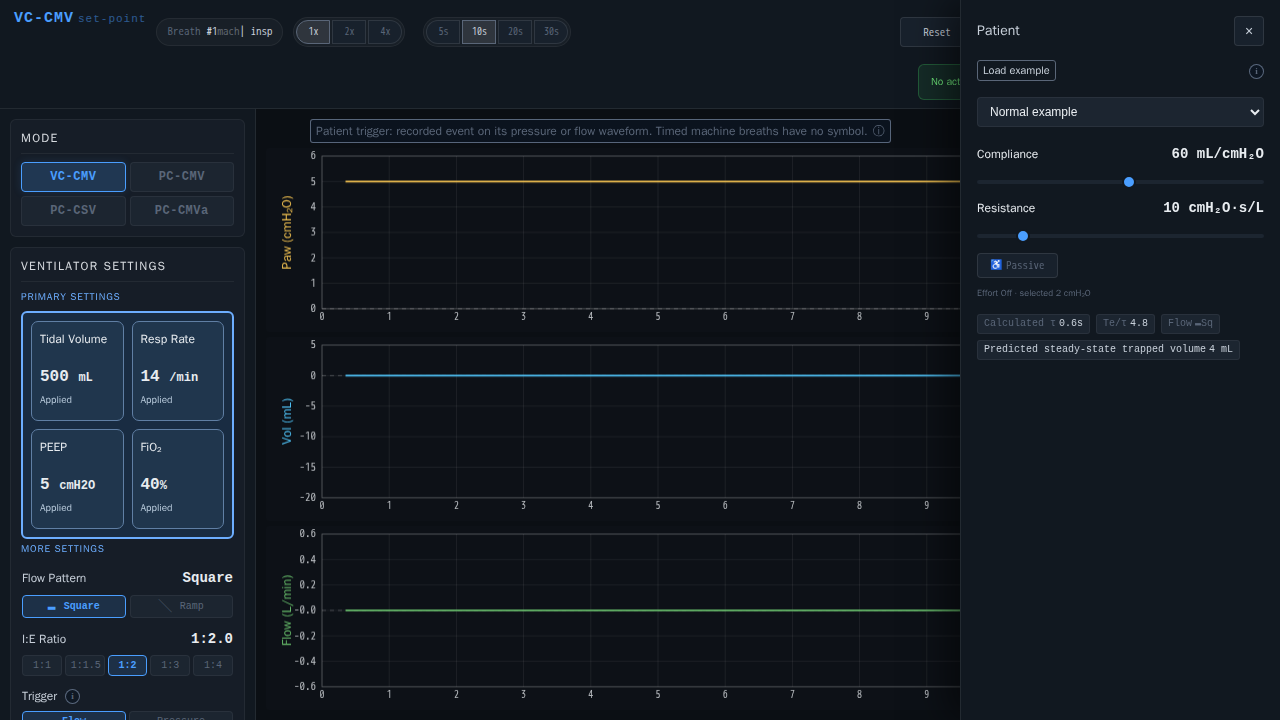 VC-CMV set-point
Breath #1mach| insp
1x 2x 4x
5s 10s 20s 30s
Reset
No act
MODE
VC-CMV PC-CMV
PC-CSV PC-CMVa
VENTILATOR SETTINGS
PRIMARY SETTINGS
Tidal Volume
500 mL
Applied
Resp Rate
14 /min
Applied
PEEP
5 cmH2O
Applied
FiO₂
40%
Applied
MORE SETTINGS
Flow Pattern Square
Square Ramp
I:E Ratio 1:2.0
1:1 1:1.5 1:2 1:3 1:4
Trigger ⓘ
Flow Pressure
Patient trigger: recorded event on its pressure or flow waveform. Timed machine breaths have no symbol. ⓘ
Paw (cmH₂O)
6
5
4
3
2
1
0
0 1 2 3 4 5 6 7 8 9
Vol (mL)
5
0
-5
-10
-15
-20
0 1 2 3 4 5 6 7 8 9
Flow (L/min)
0.6
0.4
0.2
-0.0
-0.2
-0.4
-0.6
0 1 2 3 4 5 6 7 8 9
Patient ×
Load example ⓘ
Normal example
Compliance 60 mL/cmH₂O
Resistance 10 cmH₂O·s/L
♿ Passive
Effort Off · selected 2 cmH₂O
Calculated τ 0.6s Te/τ 4.8 Flow ▬Sq
Predicted steady-state trapped volume 4 mL